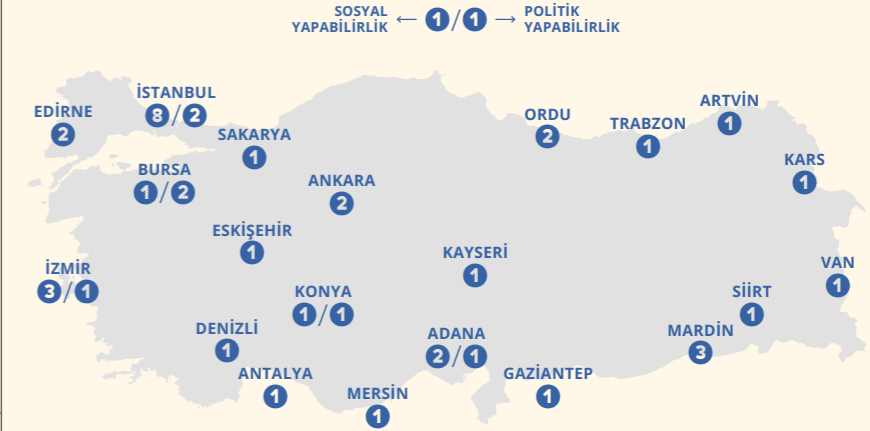 SOSYAL
YAPABİLİRLİK
1/1
POLİTİK
YAPABİLİRLİK
İSTANBUL
8/2
EDİRNE
2
SAKARYA
1
BURSA
1/2
ANKARA
2
ORDU
2
TRABZON
1
ARTVİN
1
KARS
1
ESKİŞEHİR
1
KAYSERİ
1
İZMİR
3/1
KONYA
1/1
VAN
1
SİİRT
1
DENİZLİ
1
ADANA
2/1
MARDİN
3
ANTALYA
1
MERSİN
1
GAZİANTEP
1